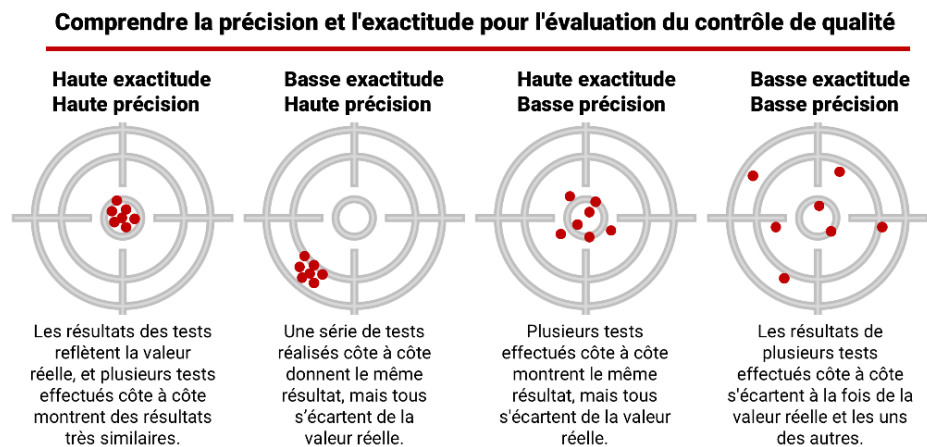 Comprendre la précision et l'exactitude pour l'évaluation du contrôle de qualité
Haute exactitude
Haute précision
Les résultats des tests
reflètent la valeur
réelle, et plusieurs tests
effectués côte à côte
montrent des résultats
très similaires.
Basse exactitude
Haute précision
Une série de tests
réalisés côte à côte
donnent le même
résultat, mais tous
s’écartent de la
valeur réelle.
Haute exactitude
Basse précision
Plusieurs tests
effectués côte à côte
montrent le même
résultat, mais tous
s'écartent de la valeur
réelle.
Basse exactitude
Basse précision
Les résultats de
plusieurs tests
effectués côte à côte
s'écartent à la fois de la
valeur réelle et les uns
des autres.